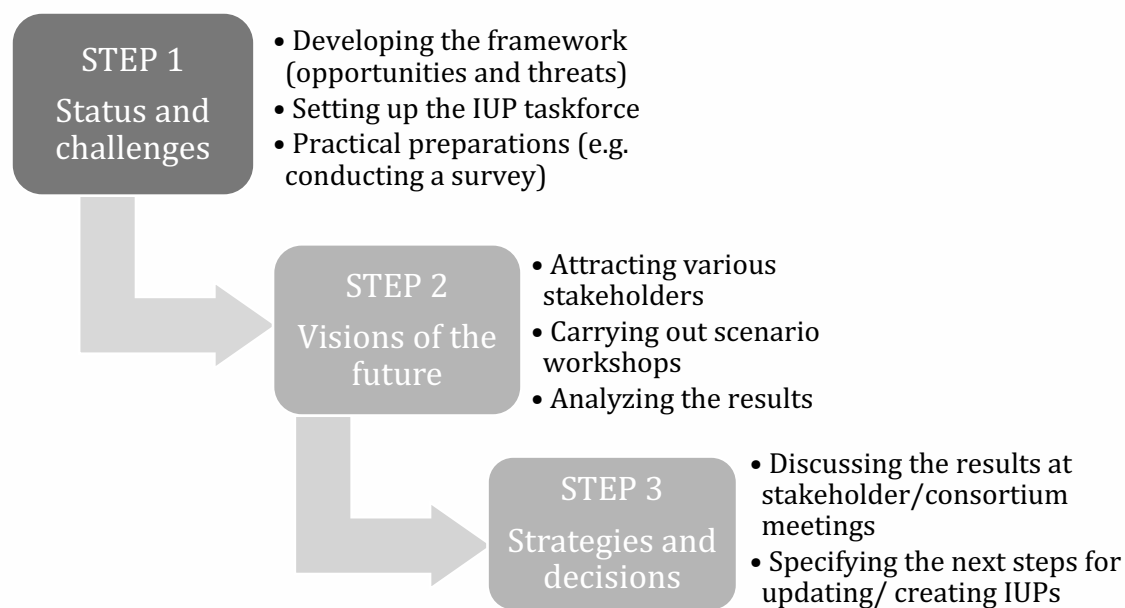 STEP 1
Status and
challenges
• Developing the framework
(opportunities and threats)
• Setting up the IUP taskforce
• Practical preparations (e.g.
conducting a survey)
STEP 2
Visions of the
future
• Attracting various
stakeholders
• Carrying out scenario
workshops
• Analyzing the results
STEP 3
Strategies and
decisions
• Discussing the results at
stakeholder/consortium
meetings
• Specifying the next steps for
updating/ creating IUPs